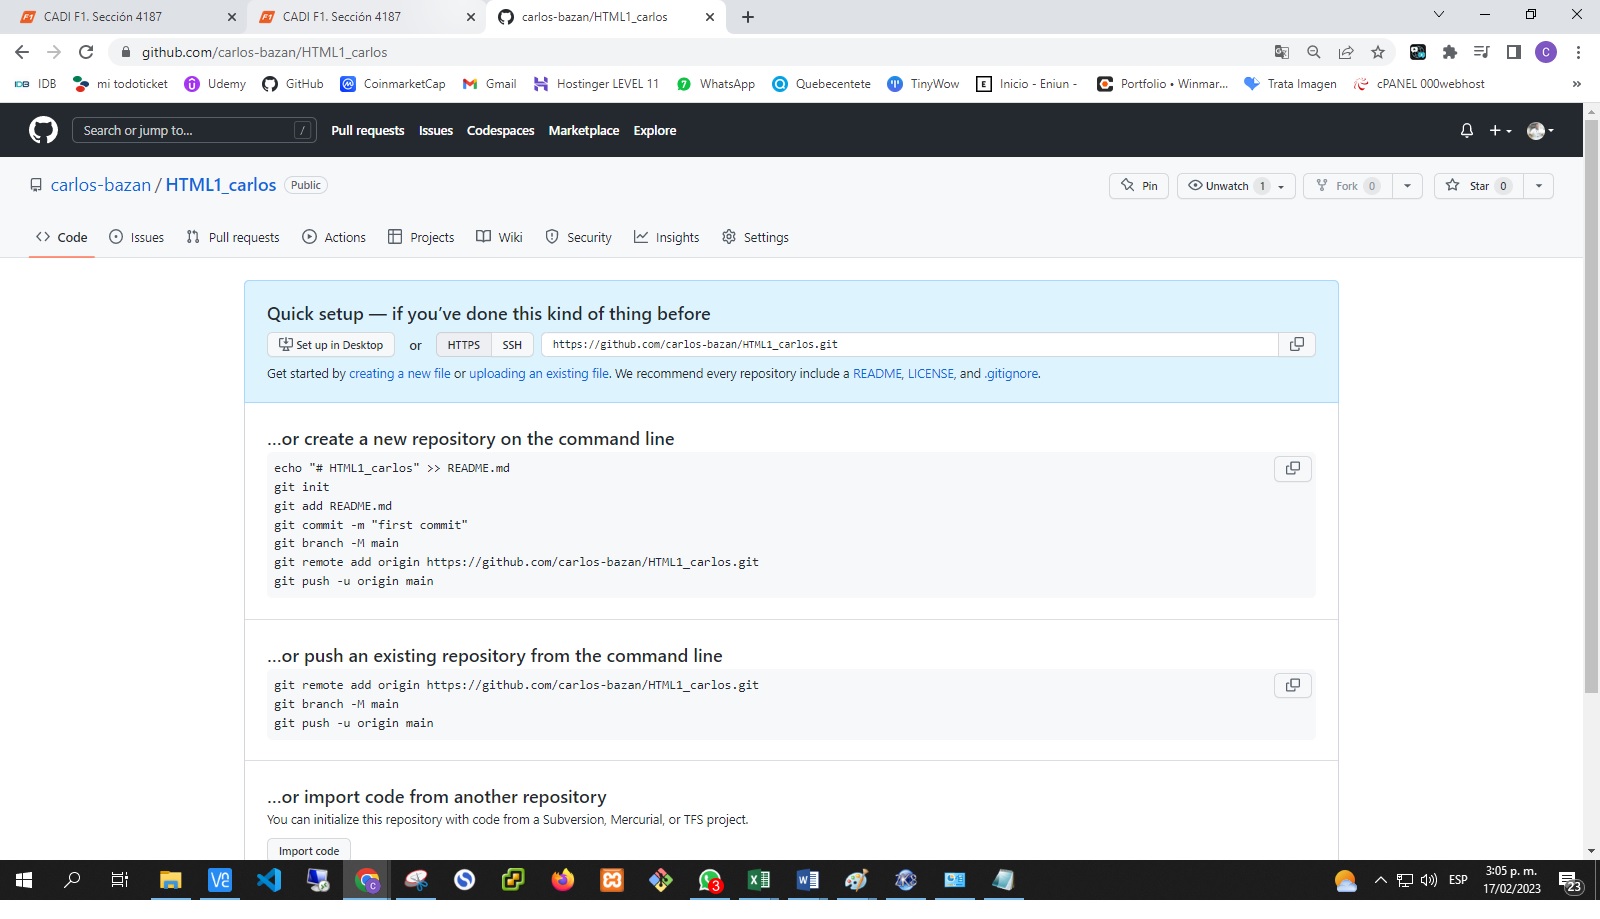 CADI F1. Sección 4187
CADI F1. Sección 4187
carlos-bazan/HTML1_carlos
github.com/carlos-bazan/HTML1_carlos
C
IDB
mi todoticket
Udemy
GitHub
CoinmarketCap
Gmail
Hostinger LEVEL 11
WhatsApp
Quebecentete
TinyWow
Inicio - Eniun -
Portfolio • Winmar...
Trata Imagen
cPANEL 000webhost
»
Search or jump to...
/
Pull requests
Issues
Codespaces
Marketplace
Explore
carlos-bazan / HTML1_carlos
Public
Pin
Unwatch 1
Fork 0
Star 0
Code
Issues
Pull requests
Actions
Projects
Wiki
Security
Insights
Settings
Quick setup — if you’ve done this kind of thing before
Set up in Desktop
or
HTTPS
SSH
https://github.com/carlos-bazan/HTML1_carlos.git
Get started by creating a new file or uploading an existing file. We recommend every repository include a README, LICENSE, and .gitignore.
…or create a new repository on the command line
echo "# HTML1_carlos" >> README.md
git init
git add README.md
git commit -m "first commit"
git branch -M main
git remote add origin https://github.com/carlos-bazan/HTML1_carlos.git
git push -u origin main
…or push an existing repository from the command line
git remote add origin https://github.com/carlos-bazan/HTML1_carlos.git
git branch -M main
git push -u origin main
…or import code from another repository
You can initialize this repository with code from a Subversion, Mercurial, or TFS project.
Import code
3
ESP
3:05 p. m.
17/02/2023
23